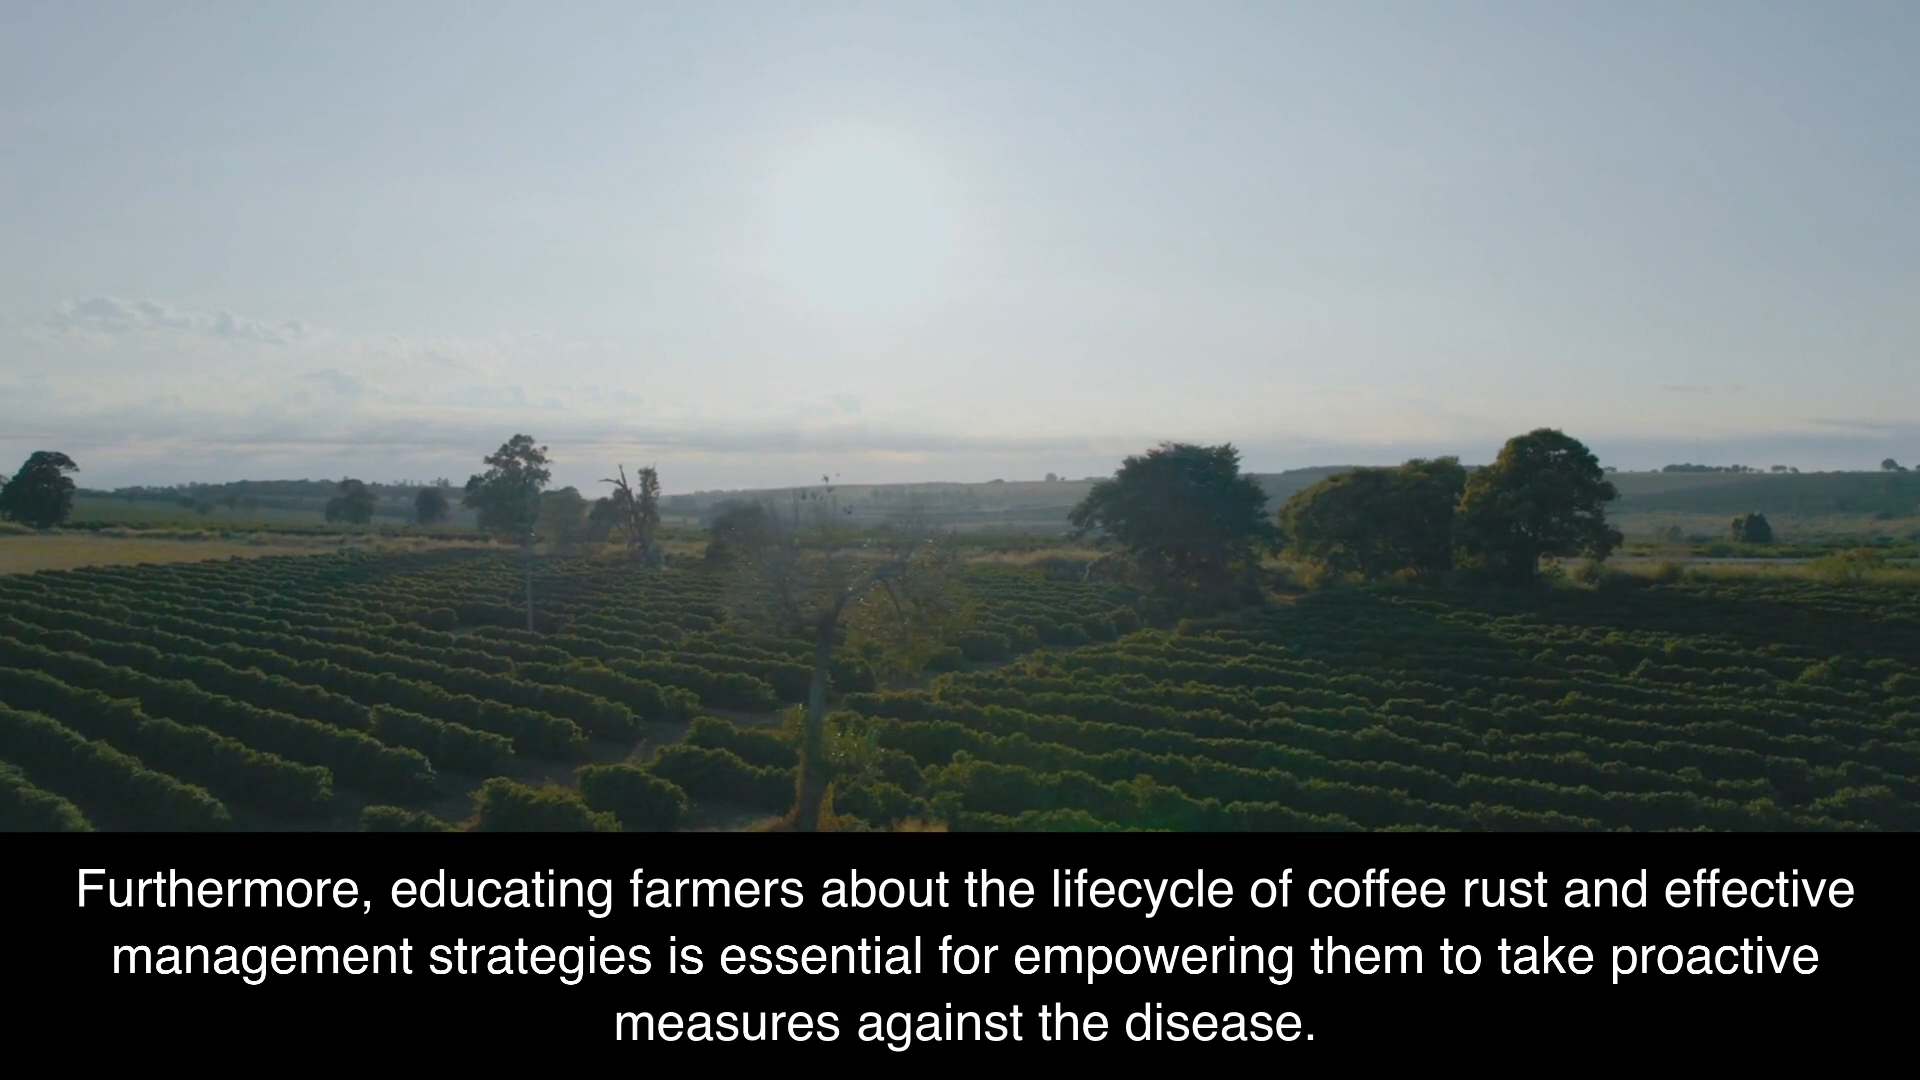 Furthermore, educating farmers about the lifecycle of coffee rust and effective
management strategies is essential for empowering them to take proactive
measures against the disease.